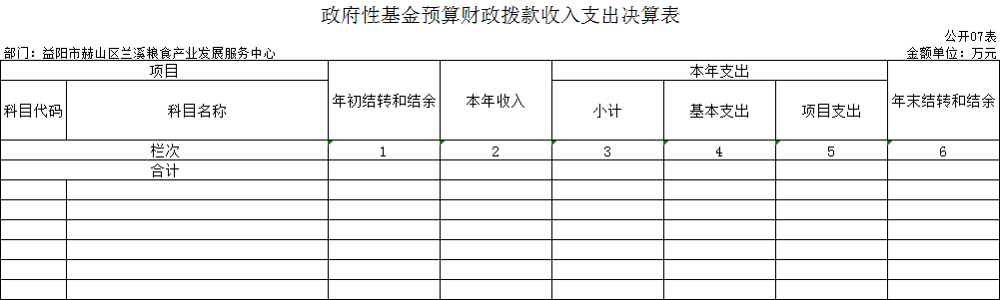 政府性基金预算财政拨款收入支出决算表
公开07表
部门：益阳市赫山区兰溪粮食产业发展服务中心 金额单位：万元
项目 年初结转和结余 本年收入 本年支出 年末结转和结余
科目代码 科目名称 小计 基本支出 项目支出
栏次 1 2 3 4 5 6
合计